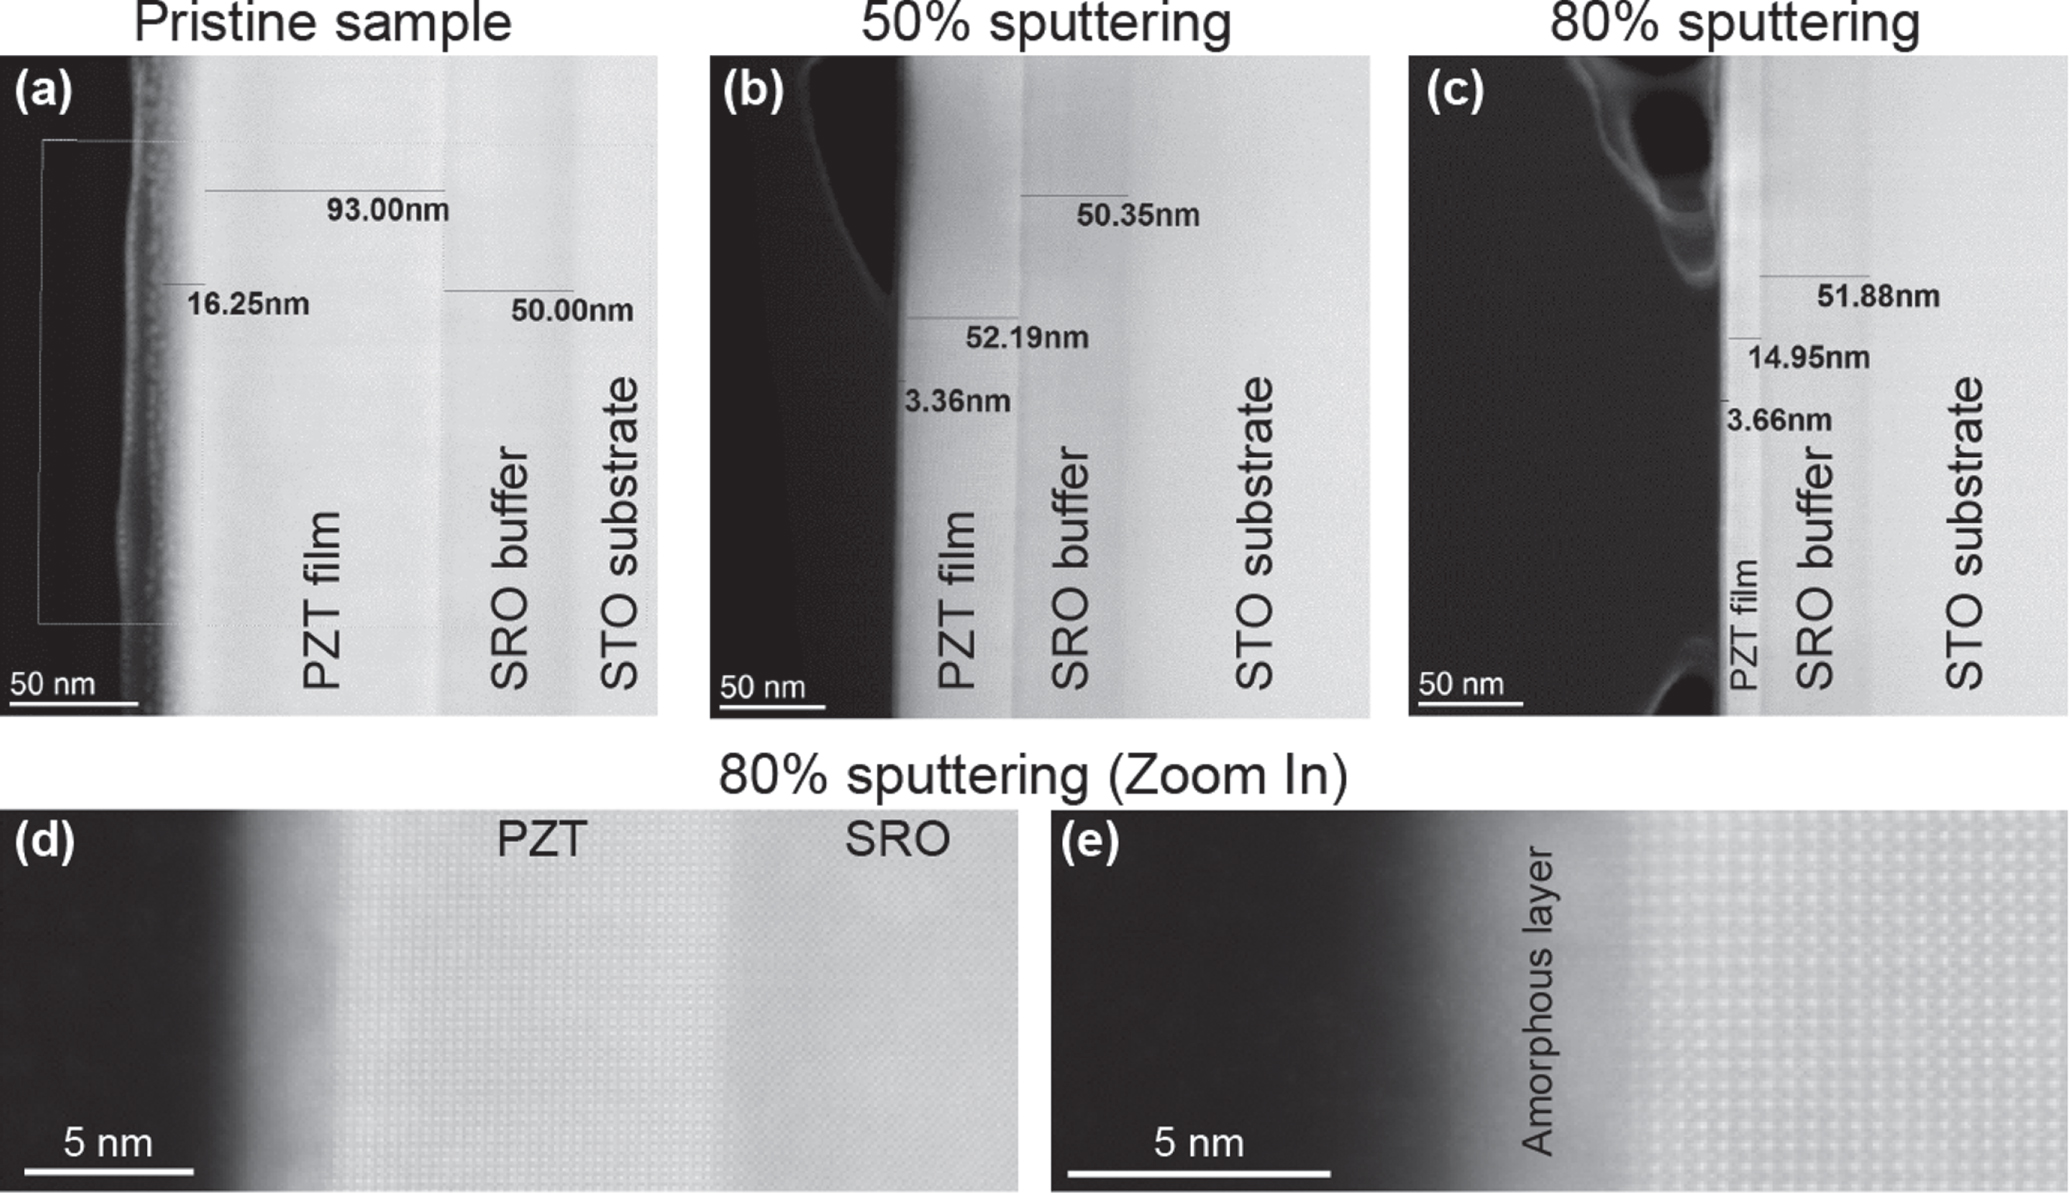 Pristine sample
50% sputtering
80% sputtering
(a)
93.00nm
16.25nm
50.00nm
PZT film
SRO buffer
STO substrate
50 nm
(b)
50.35nm
52.19nm
3.36nm
PZT film
SRO buffer
STO substrate
50 nm
(c)
51.88nm
14.95nm
3.66nm
PZT film
SRO buffer
STO substrate
50 nm
80% sputtering (Zoom In)
(d)
PZT
SRO
5 nm
(e)
Amorphous layer
5 nm